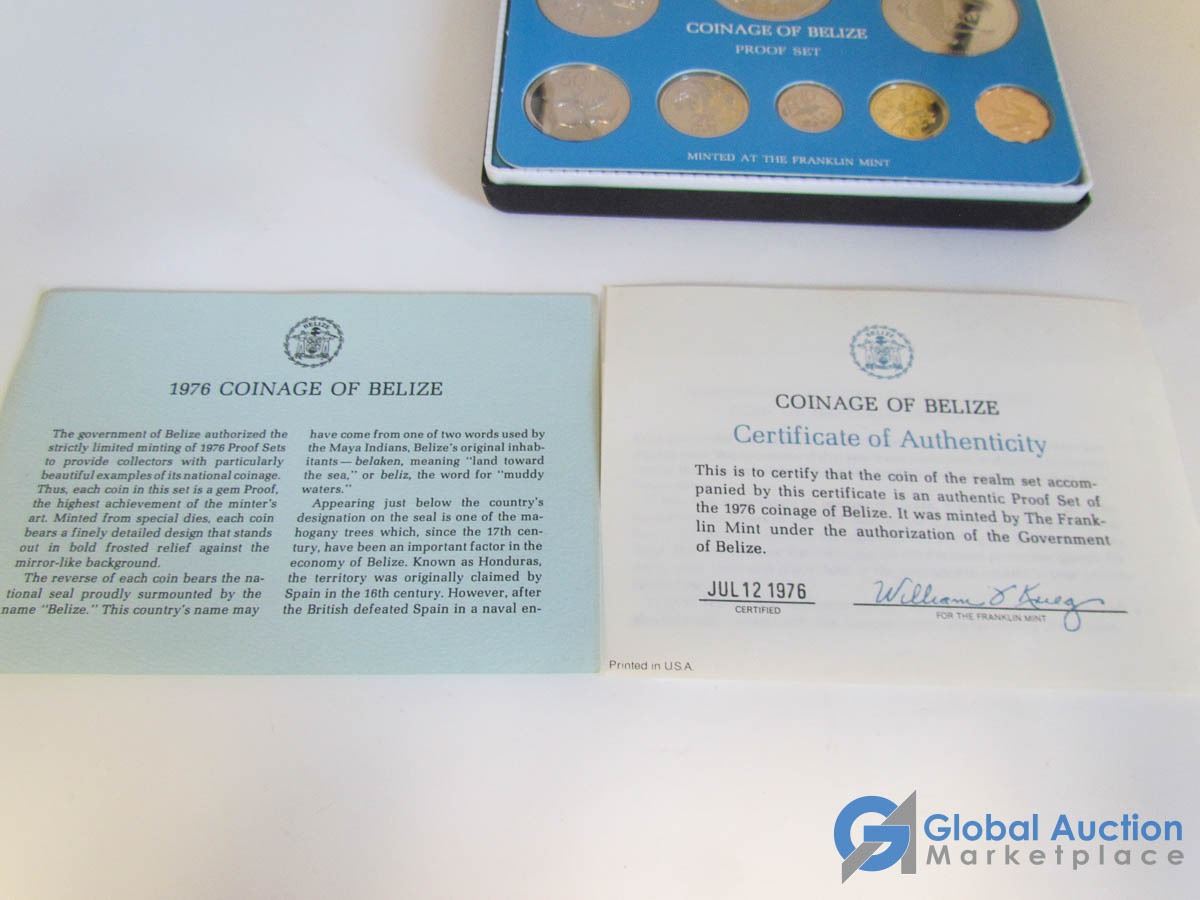 COINAGE OF BELIZE
PROOF SET
50
MINTED AT THE FRANKLIN MINT
BELIZE
1976 COINAGE OF BELIZE
The government of Belize authorized the
strictly limited minting of 1976 Proof Sets
to provide collectors with particularly
beautiful examples of its national coinage.
Thus, each coin in this set is a gem Proof,
the highest achievement of the minter's
art. Minted from special dies, each coin
bears a finely detailed design that stands
out in bold frosted relief against the
mirror-like background.
The reverse of each coin bears the na-
tional seal proudly surmounted by the
name "Belize." This country's name may
have come from one of two words used by
the Maya Indians, Belize's original inhab-
itants — belaken, meaning "land toward
the sea," or beliz, the word for "muddy
waters."
Appearing just below the country's
designation on the seal is one of the ma-
hogany trees which, since the 17th cen-
tury, have been an important factor in the
economy of Belize. Known as Honduras,
the territory was originally claimed by
Spain in the 16th century. However, after
the British defeated Spain in a naval en-
BELIZE
COINAGE OF BELIZE
Certificate of Authenticity
This is to certify that the coin of the realm set accom-
panied by this certificate is an authentic Proof Set of
the 1976 coinage of Belize. It was minted by The Frank-
lin Mint under the authorization of the Government
of Belize.
JUL 12 1976
CERTIFIED
William
FOR THE FRANKLIN MINT
Printed in U.S.A.
Global Auction
Marketplace